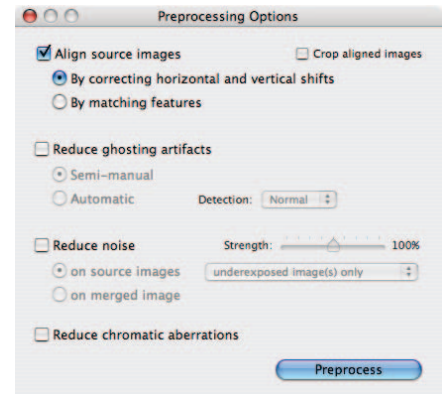 Preprocessing Options
Align source images Crop aligned images
By correcting horizontal and vertical shifts
By matching features
Reduce ghosting artifacts
Semi-manual
Automatic Detection: Normal
Reduce noise Strength: 100%
on source images underexposed image(s) only
on merged image
Reduce chromatic aberrations
Preprocess